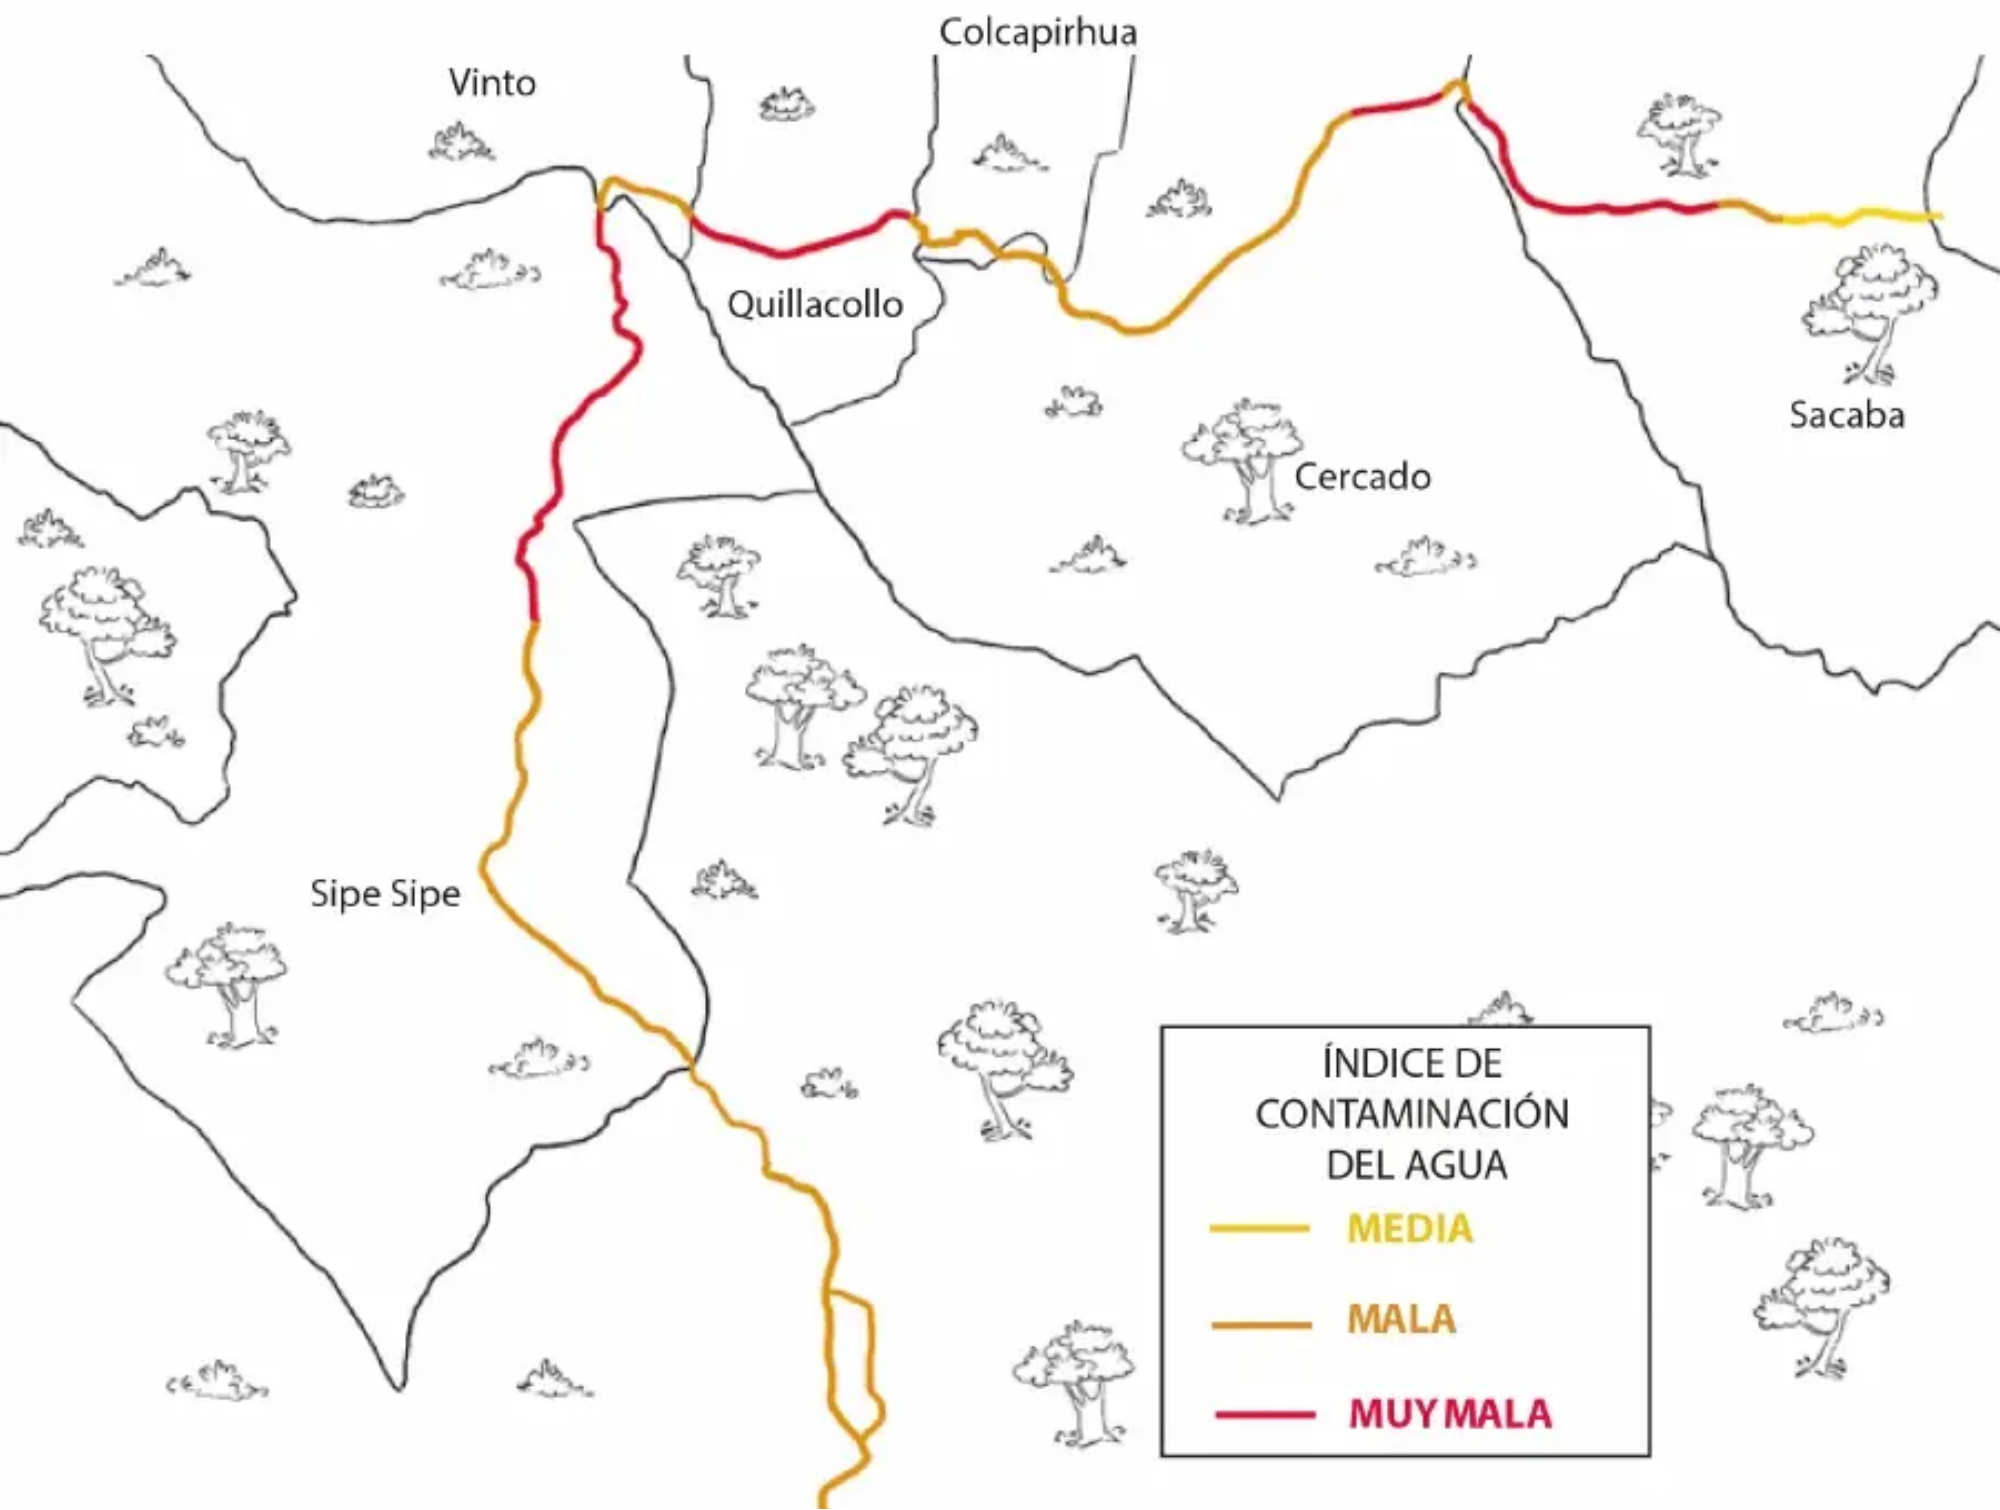 Colcapirhua
Vinto
Quillacollo
Sacaba
Cercado
Sipe Sipe
ÍNDICE DE
CONTAMINACIÓN
DEL AGUA
MEDIA
MALA
MUY MALA